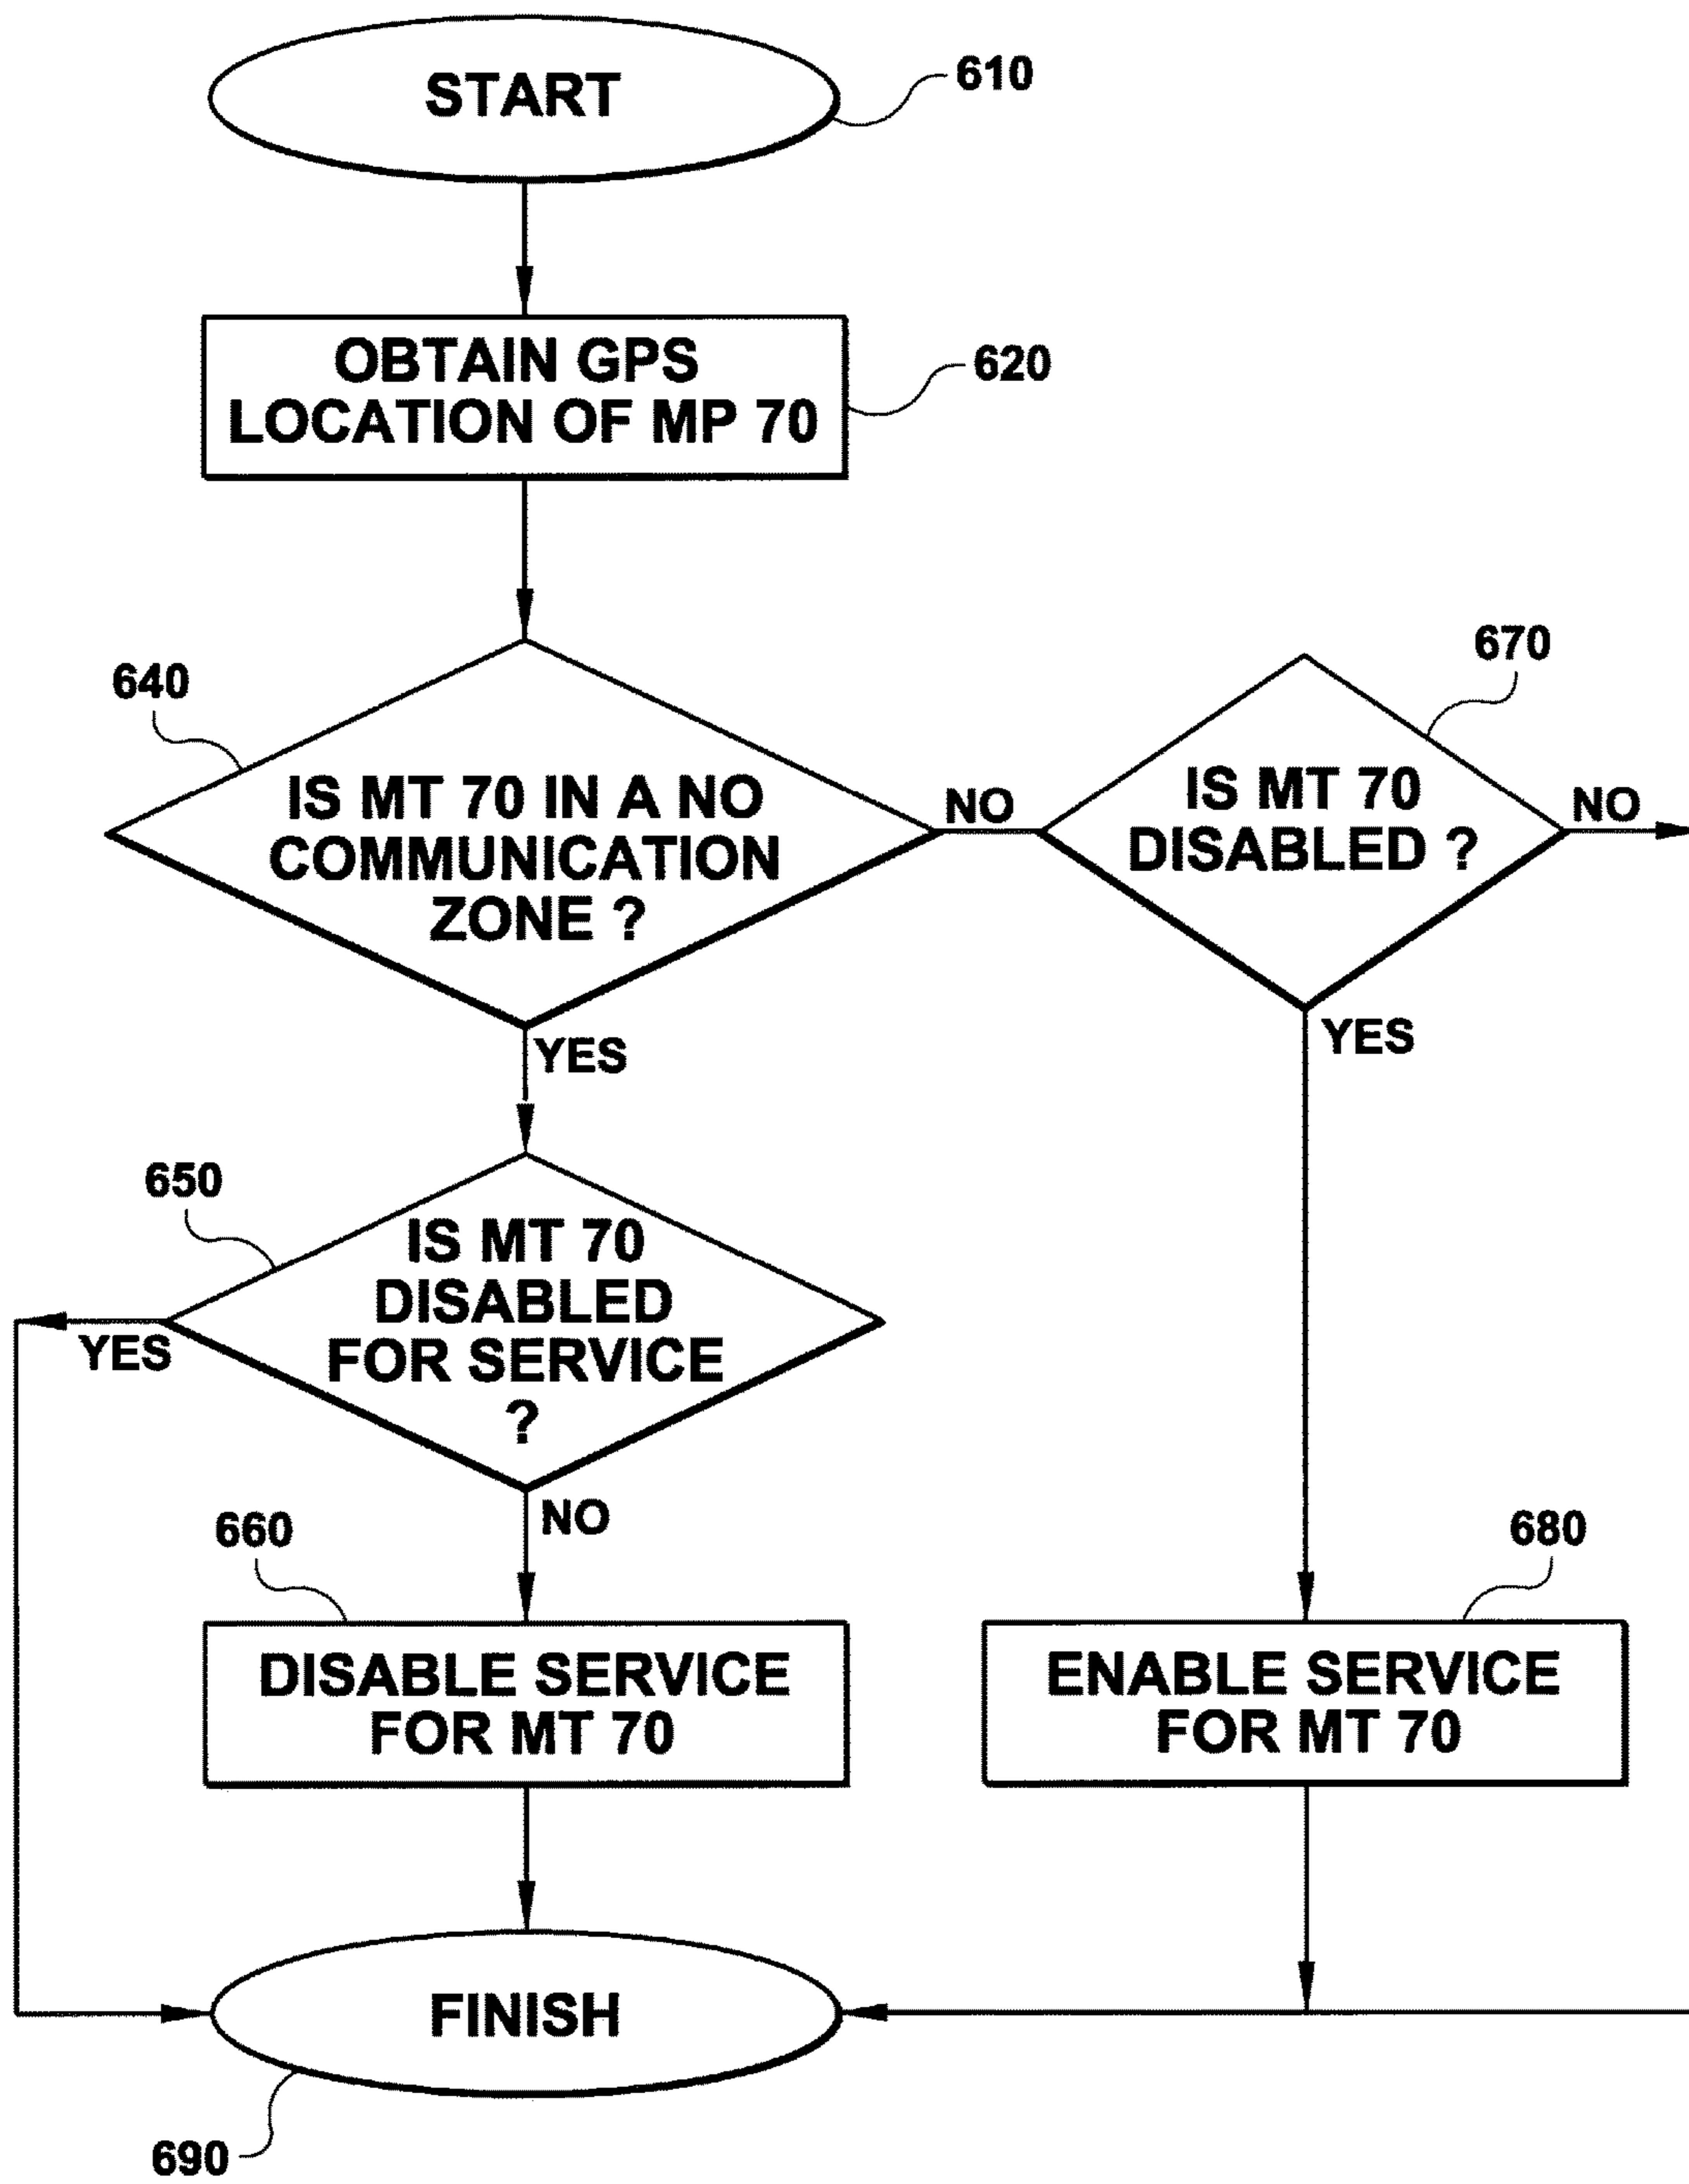 START
610
OBTAIN GPS
LOCATION OF MP 70
620
640
IS MT 70 IN A NO
COMMUNICATION
ZONE ?
NO
YES
670
IS MT 70
DISABLED ?
NO
YES
650
IS MT 70
DISABLED
FOR SERVICE
?
YES
NO
660
DISABLE SERVICE
FOR MT 70
680
ENABLE SERVICE
FOR MT 70
FINISH
690